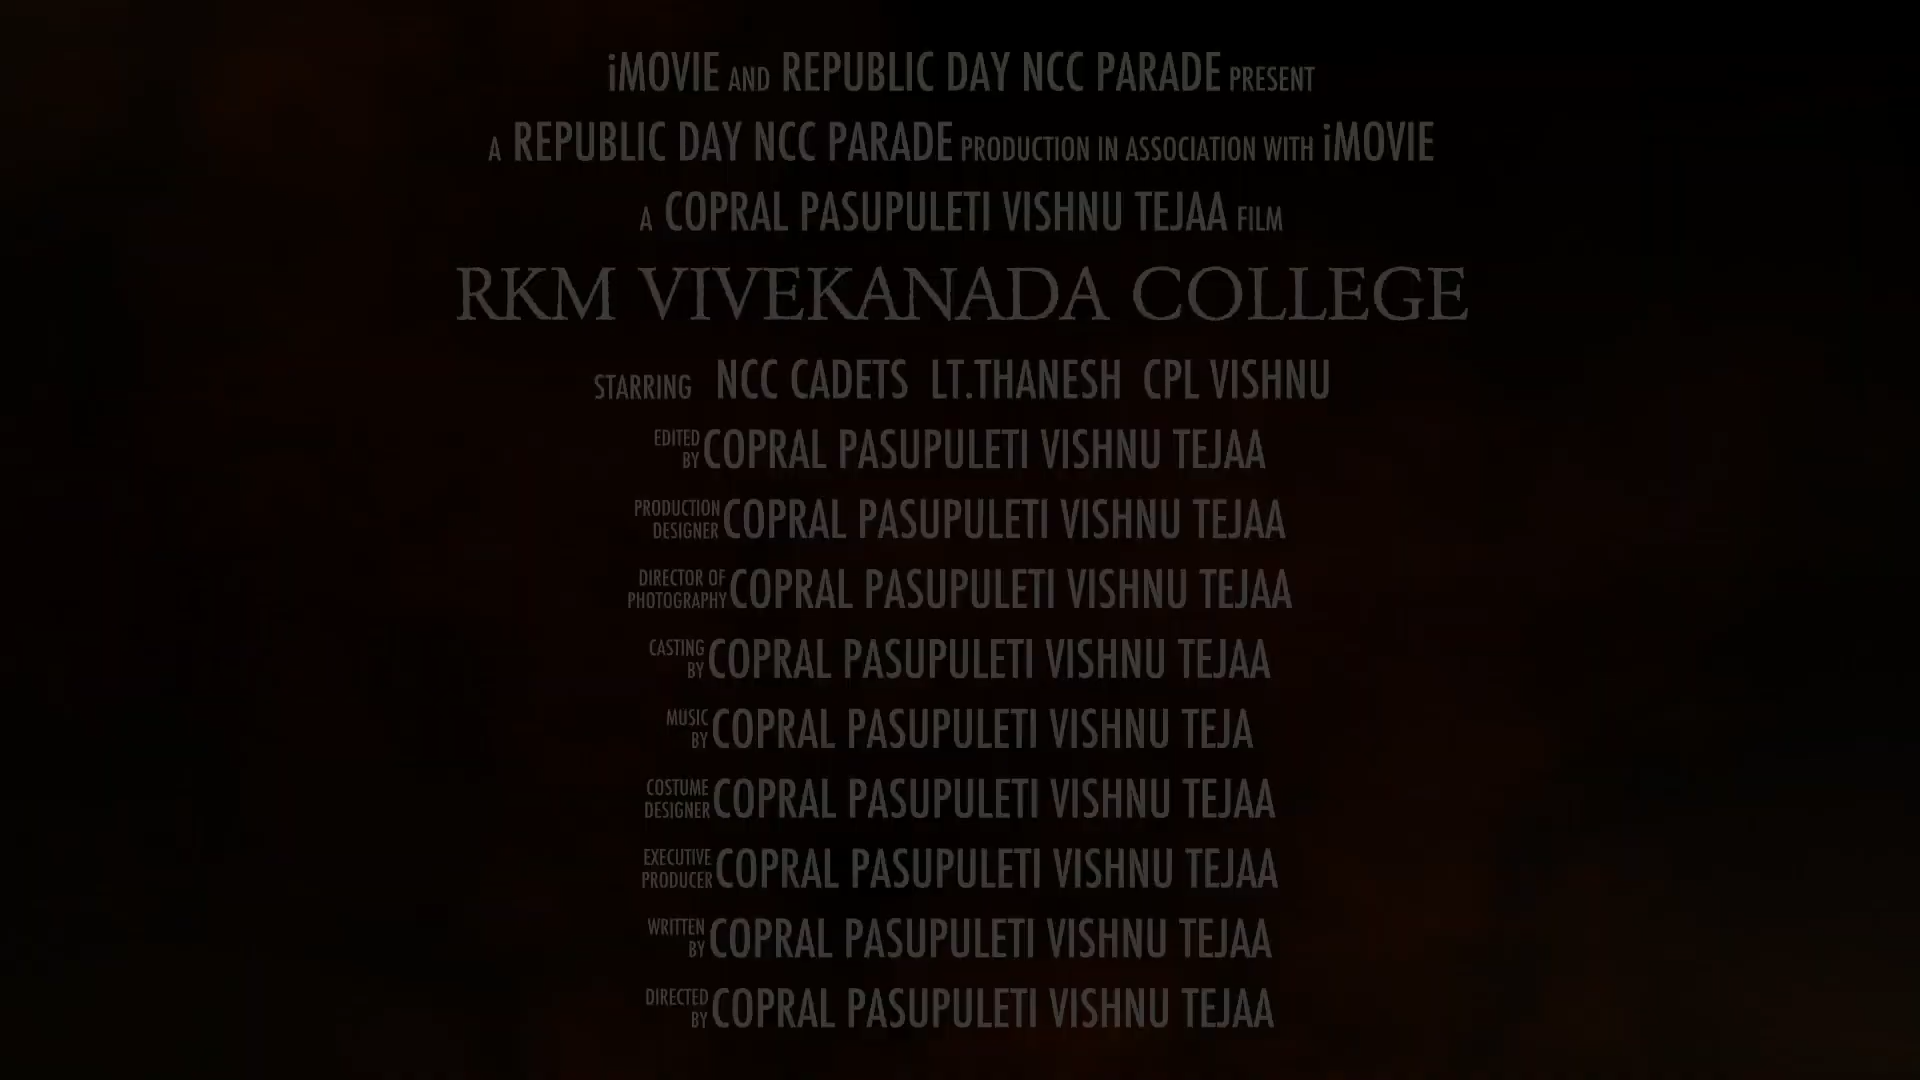 iMOVIE AND REPUBLIC DAY NCC PARADE PRESENT
A REPUBLIC DAY NCC PARADE PRODUCTION IN ASSOCIATION WITH iMOVIE
A COPRAL PASUPULETI VISHNU TEJAA FILM
RKM VIVEKANADA COLLEGE
STARRING NCC CADETS LT.THANESH CPL VISHNU
EDITED BY COPRAL PASUPULETI VISHNU TEJAA
PRODUCTION DESIGNER COPRAL PASUPULETI VISHNU TEJAA
DIRECTOR OF PHOTOGRAPHY COPRAL PASUPULETI VISHNU TEJAA
CASTING BY COPRAL PASUPULETI VISHNU TEJAA
MUSIC BY COPRAL PASUPULETI VISHNU TEJA
COSTUME DESIGNER COPRAL PASUPULETI VISHNU TEJAA
EXECUTIVE PRODUCER COPRAL PASUPULETI VISHNU TEJAA
WRITTEN BY COPRAL PASUPULETI VISHNU TEJAA
DIRECTED BY COPRAL PASUPULETI VISHNU TEJAA